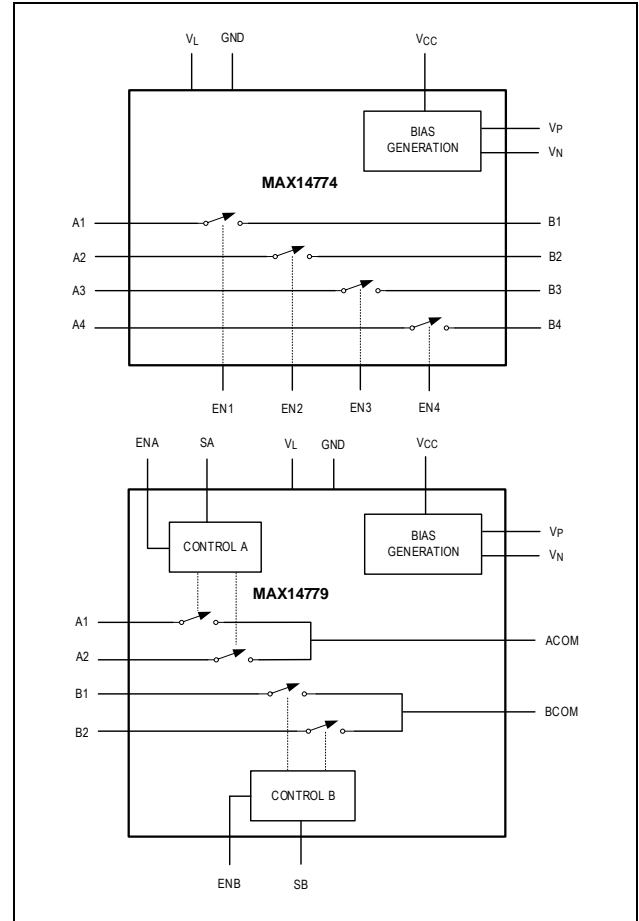 VL GND VCC
BIAS
GENERATION
VP
VN
MAX14774
A1 B1
A2 B2
A3 B3
A4 B4
EN1 EN2 EN3 EN4
ENA SA VL GND VCC
CONTROL A
BIAS
GENERATION
VP
VN
MAX14779
A1
ACOM
A2
B1
BCOM
B2
CONTROL B
ENB SB